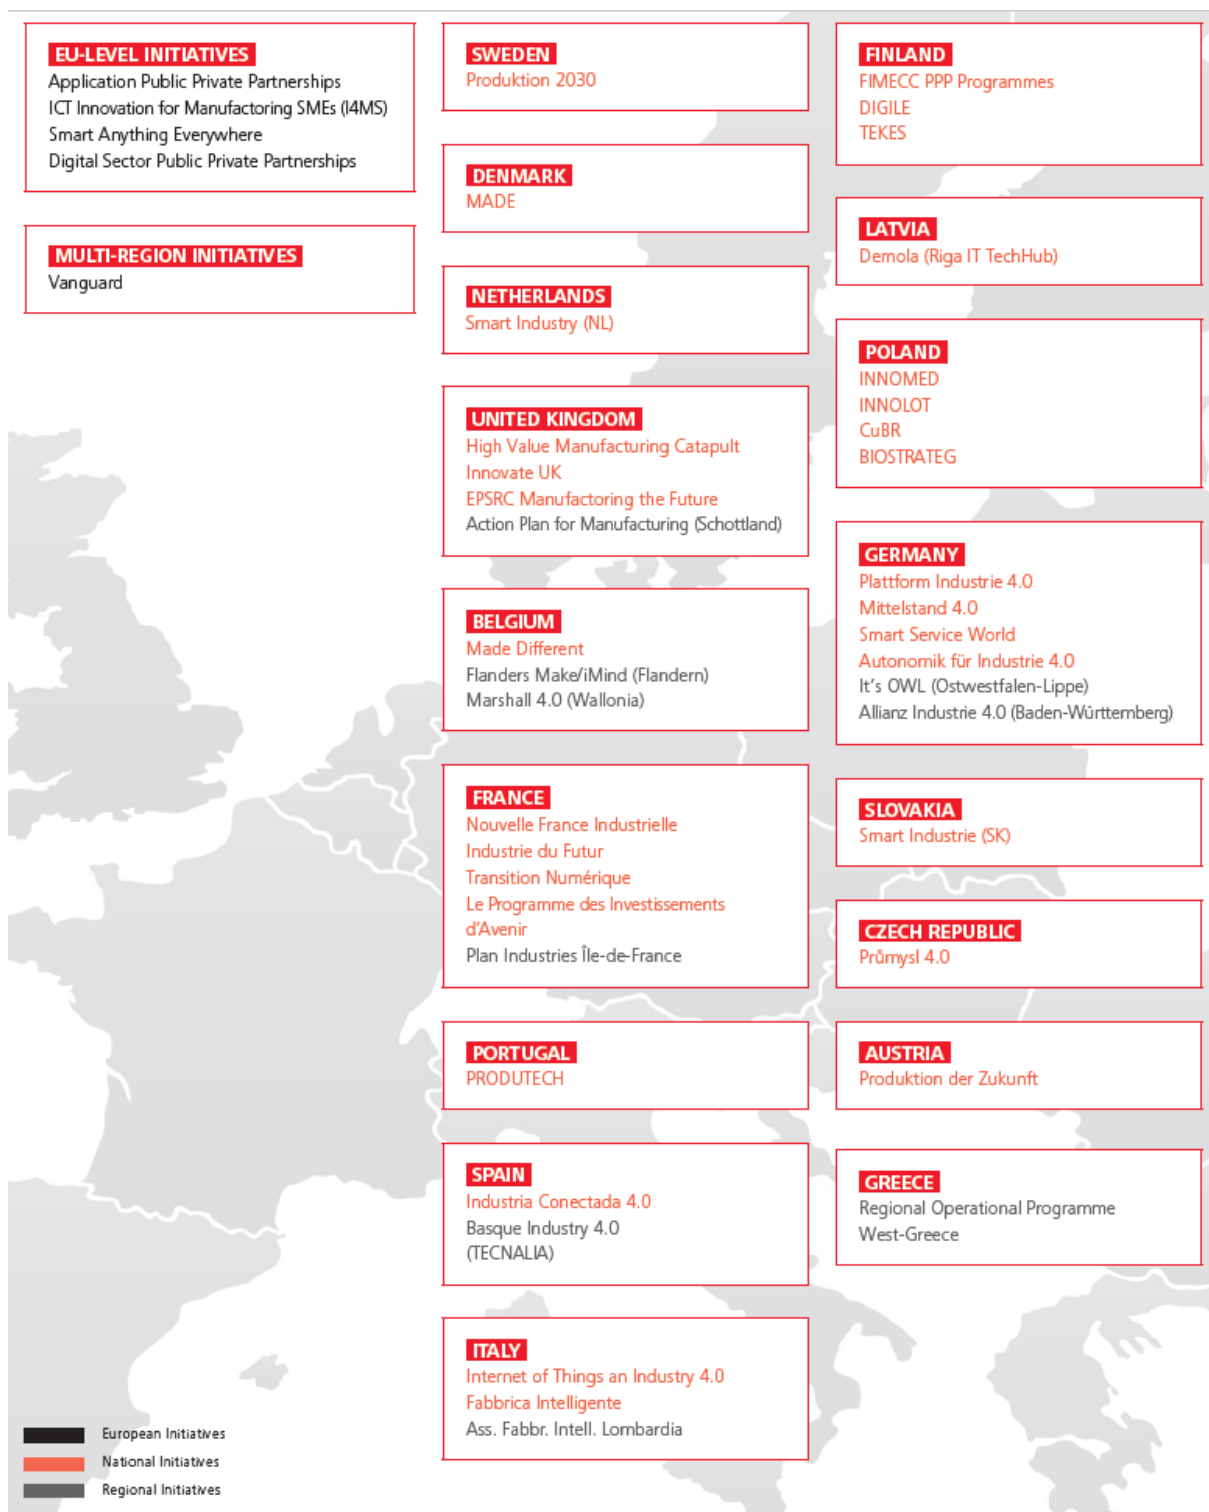 EU-LEVEL INITIATIVES
Application Public Private Partnerships
ICT Innovation for Manufactoring SMEs (I4MS)
Smart Anything Everywhere
Digital Sector Public Private Partnerships
MULTI-REGION INITIATIVES
Vanguard
SWEDEN
Produktion 2030
DENMARK
MADE
NETHERLANDS
Smart Industry (NL)
UNITED KINGDOM
High Value Manufacturing Catapult
Innovate UK
EPSRC Manufactoring the Future
Action Plan for Manufacturing (Schottland)
BELGIUM
Made Different
Flanders Make/iMind (Flandern)
Marshall 4.0 (Wallonia)
FRANCE
Nouvelle France Industrielle
Industrie du Futur
Transition Numérique
Le Programme des Investissements
d'Avenir
Plan Industries Île-de-France
PORTUGAL
PRODUTECH
SPAIN
Industria Conectada 4.0
Basque Industry 4.0
(TECNALIA)
ITALY
Internet of Things an Industry 4.0
Fabbrica Intelligente
Ass. Fabbr. Intell. Lombardia
FINLAND
FIMECC PPP Programmes
DIGILE
TEKES
LATVIA
Demola (Riga IT TechHub)
POLAND
INNOMED
INNOLOT
CuBR
BIOSTRATEG
GERMANY
Plattform Industrie 4.0
Mittelstand 4.0
Smart Service World
Autonomik für Industrie 4.0
It's OWL (Ostwestfalen-Lippe)
Allianz Industrie 4.0 (Baden-Württemberg)
SLOVAKIA
Smart Industrie (SK)
CZECH REPUBLIC
Průmysl 4.0
AUSTRIA
Produktion der Zukunft
GREECE
Regional Operational Programme
West-Greece
European Initiatives
National Initiatives
Regional Initiatives